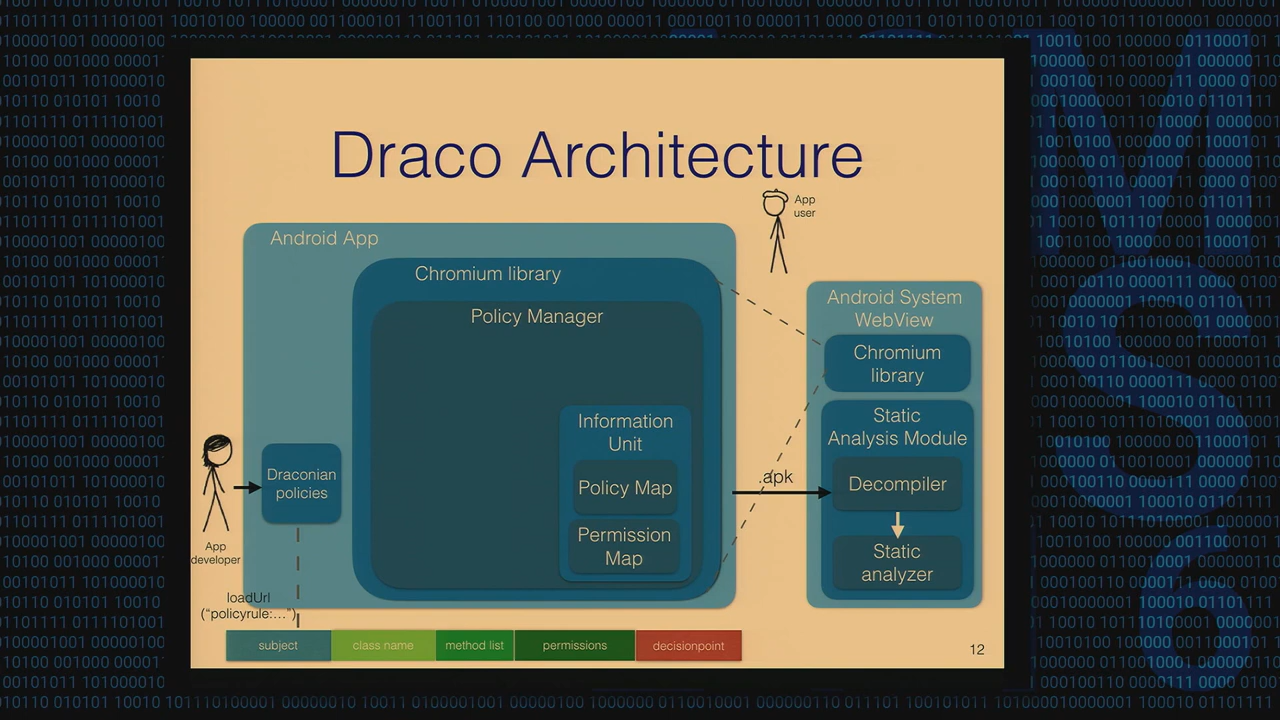 Draco Architecture
App
user
Android App
Chromium library
Policy Manager
Information
Unit
Policy Map
Permission
Map
Draconian
policies
App
developer
loadUrl
("policyrule:...")
.apk
Android System
WebView
Chromium
library
Static
Analysis Module
Decompiler
Static
analyzer
subject
class name
method list
permissions
decisionpoint
12